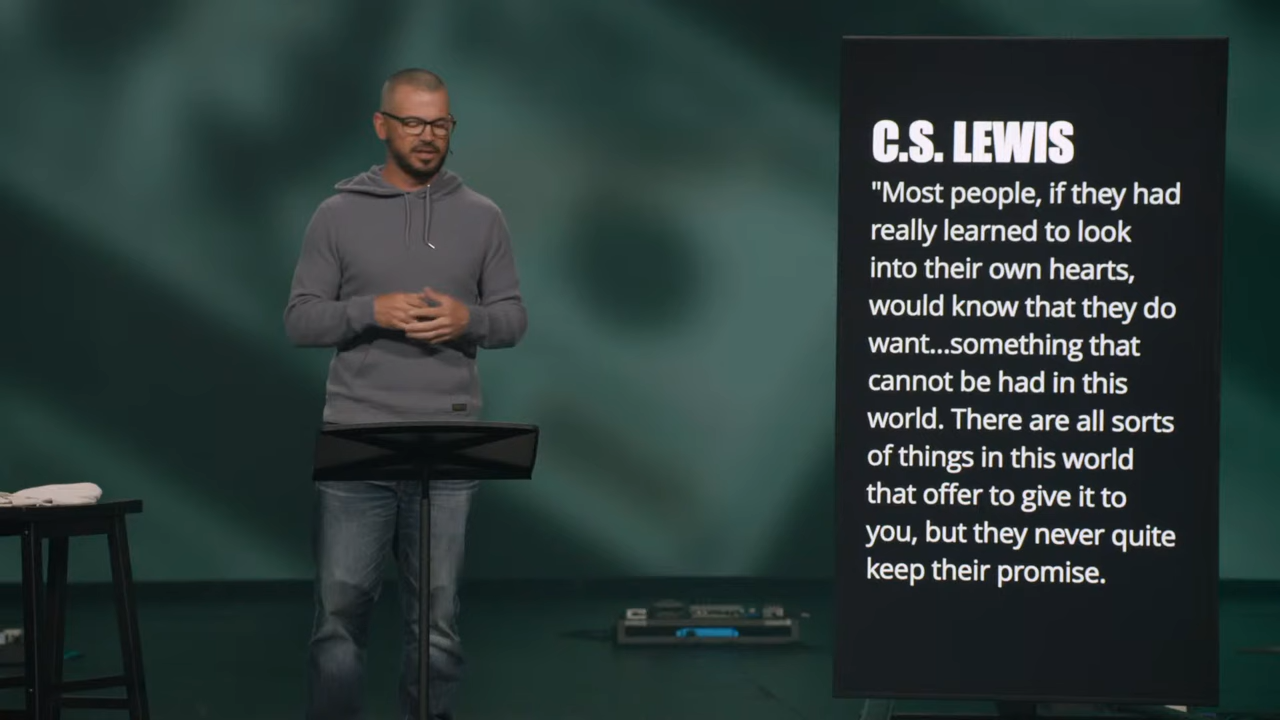 C.S. LEWIS
"Most people, if they had
really learned to look
into their own hearts,
would know that they do
want...something that
cannot be had in this
world. There are all sorts
of things in this world
that offer to give it to
you, but they never quite
keep their promise.